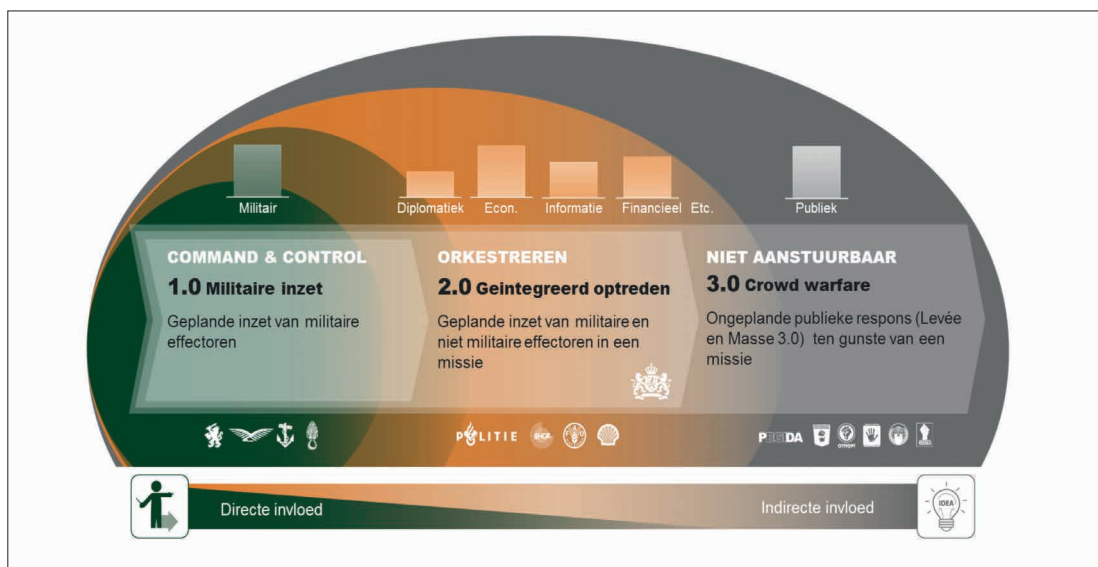 Militair
Diplomatiek Econ. Informatie Financieel Etc.
Publiek
COMMAND & CONTROL
1.0 Militaire inzet
Geplande inzet van militaire
effectoren
ORKESTREREN
2.0 Geintegreerd optreden
Geplande inzet van militaire en
niet militaire effectoren in een
missie
NIET AANSTUURBAAR
3.0 Crowd warfare
Ongeplande publieke respons (Levée
en Masse 3.0) ten gunste van een
missie
POLITIE
Directe invloed
Indirecte invloed
IDEA